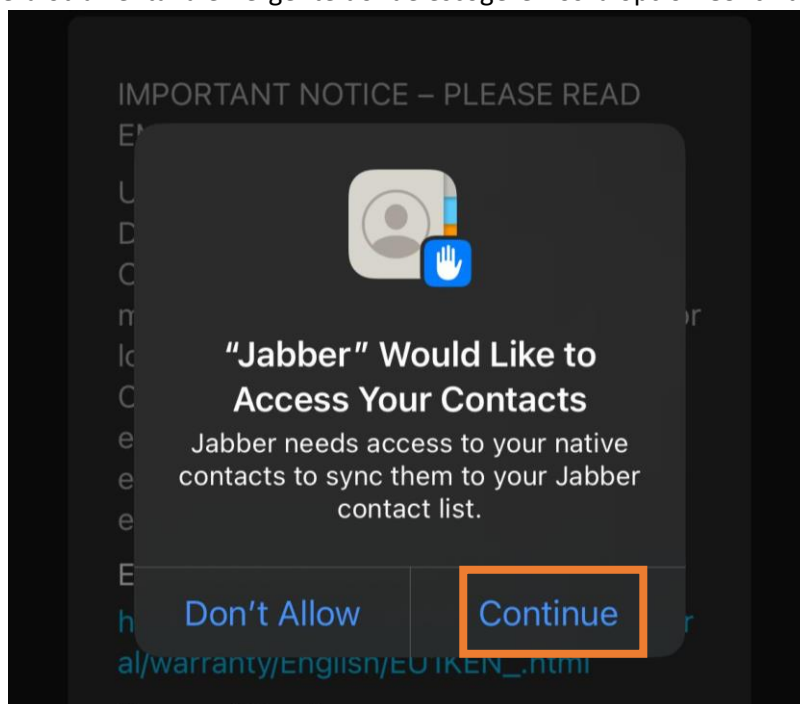 IMPORTANT NOTICE – PLEASE READ
"Jabber" Would Like to
Access Your Contacts
Jabber needs access to your native
contacts to sync them to your Jabber
contact list.
Don't Allow
Continue
al/warranty/English/EU1KEN_.html